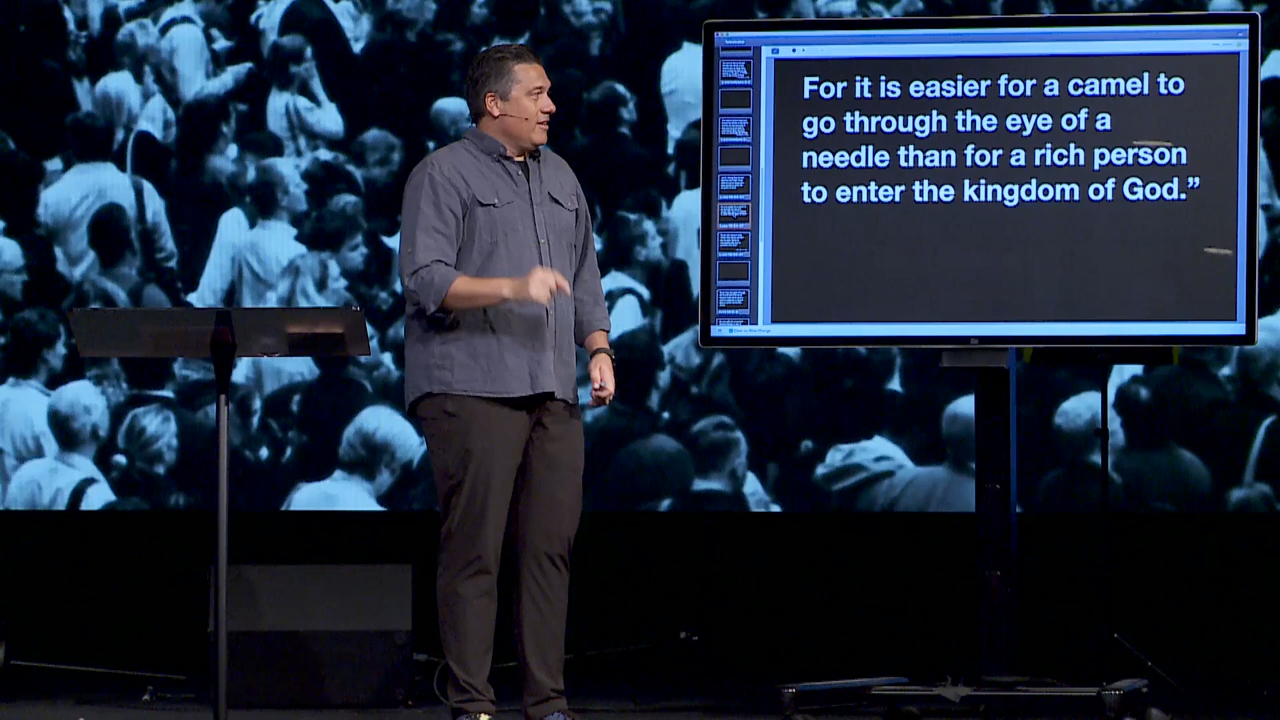 For it is easier for a camel to
go through the eye of a
needle than for a rich person
to enter the kingdom of God.”